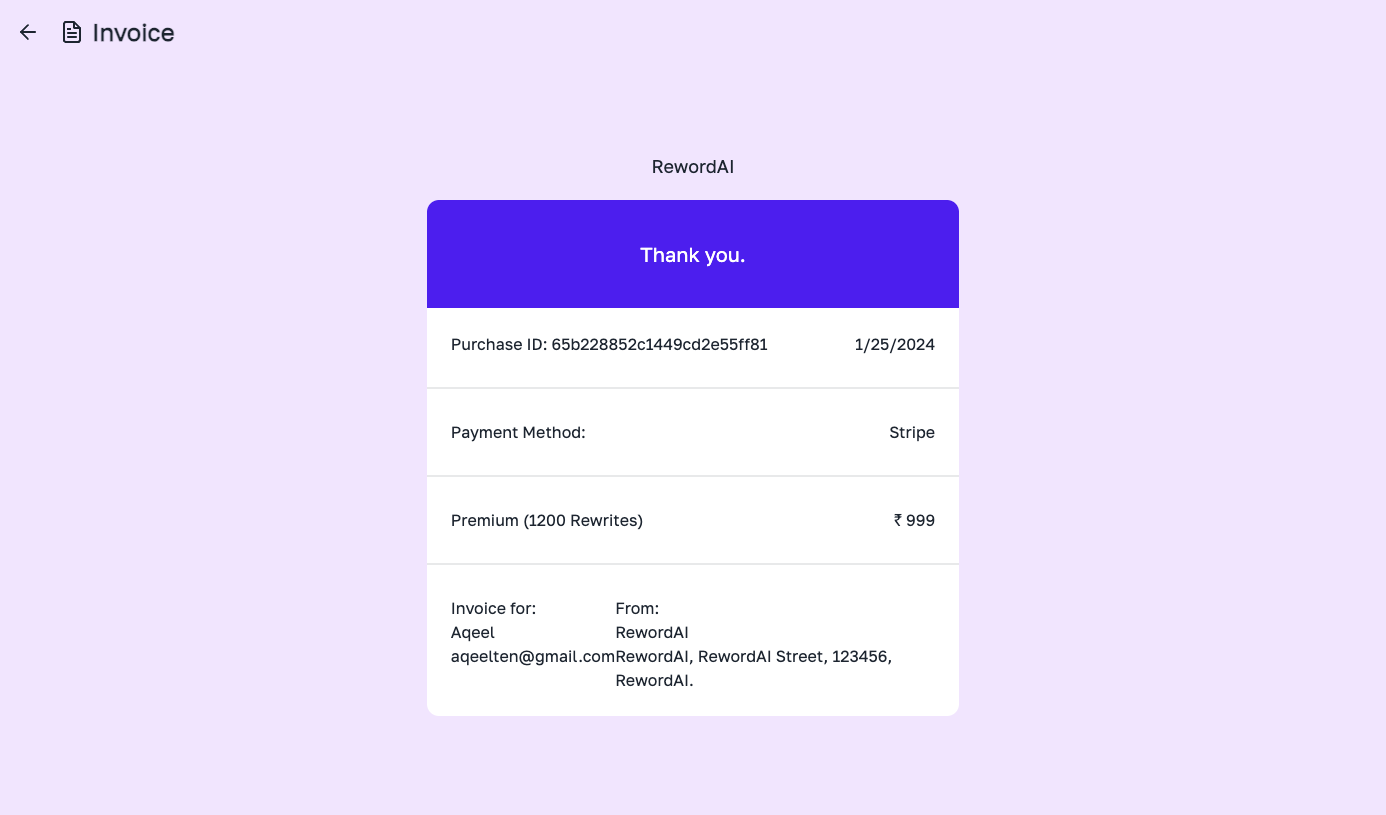 Invoice
RewordAI
Thank you.
Purchase ID: 65b228852c1449cd2e55ff81 1/25/2024
Payment Method: Stripe
Premium (1200 Rewrites) ₹ 999
Invoice for:
Aqeel
aqeelten@gmail.com
From:
RewordAI
RewordAI, RewordAI Street, 123456,
RewordAI.